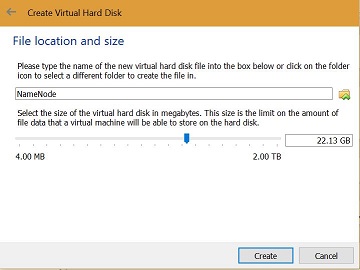 Create Virtual Hard Disk
File location and size
Please type the name of the new virtual hard disk file into the box below or click on the folder
icon to select a different folder to create the file in.
NameNode
Select the size of the virtual hard disk in megabytes. This size is the limit on the amount of
file data that a virtual machine will be able to store on the hard disk.
22.13 GB
4.00 MB 2.00 TB
Create Cancel